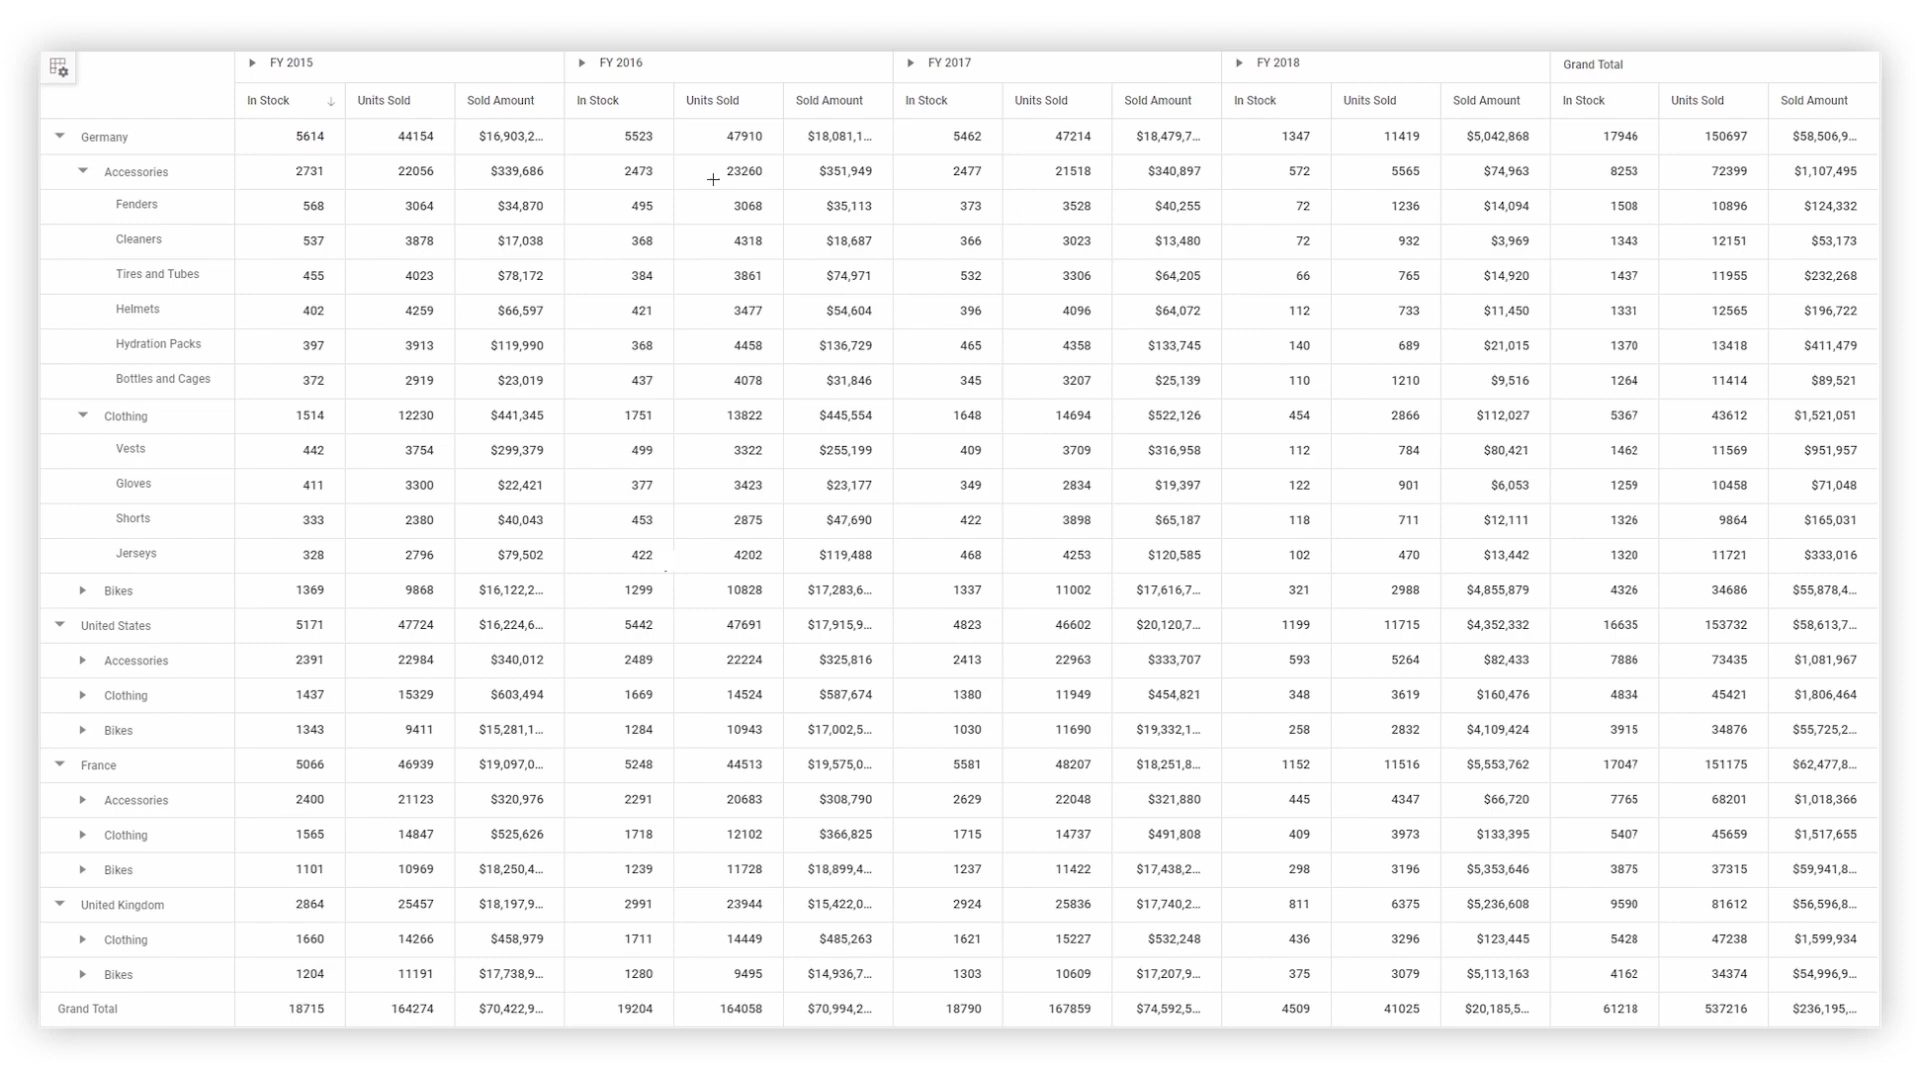 FY 2015 FY 2016 FY 2017 FY 2018 Grand Total
In Stock ↓ Units Sold Sold Amount In Stock Units Sold Sold Amount In Stock Units Sold Sold Amount In Stock Units Sold Sold Amount In Stock Units Sold Sold Amount
Germany 5614 44154 $16,903,2... 5523 47910 $18,081,1... 5462 47214 $18,479,7... 1347 11419 $5,042,868 17946 150697 $58,506,9...
Accessories 2731 22056 $339,686 2473 23260 $351,949 2477 21518 $340,897 572 5565 $74,963 8253 72399 $1,107,495
Fenders 568 3064 $34,870 495 3068 $35,113 373 3528 $40,255 72 1236 $14,094 1508 10896 $124,332
Cleaners 537 3878 $17,038 368 4318 $18,687 366 3023 $13,480 72 932 $3,969 1343 12151 $53,173
Tires and Tubes 455 4023 $78,172 384 3861 $74,971 532 3306 $64,205 66 765 $14,920 1437 11955 $232,268
Helmets 402 4259 $66,597 421 3477 $54,604 396 4096 $64,072 112 733 $11,450 1331 12565 $196,722
Hydration Packs 397 3913 $119,990 368 4458 $136,729 465 4358 $133,745 140 689 $21,015 1370 13418 $411,479
Bottles and Cages 372 2919 $23,019 437 4078 $31,846 345 3207 $25,139 110 1210 $9,516 1264 11414 $89,521
Clothing 1514 12230 $441,345 1751 13822 $445,554 1648 14694 $522,126 454 2866 $112,027 5367 43612 $1,521,051
Vests 442 3754 $299,379 499 3322 $255,199 409 3709 $316,958 112 784 $80,421 1462 11569 $951,957
Gloves 411 3300 $22,421 377 3423 $23,177 349 2834 $19,397 122 901 $6,053 1259 10458 $71,048
Shorts 333 2380 $40,043 453 2875 $47,690 422 3898 $65,187 118 711 $12,111 1326 9864 $165,031
Jerseys 328 2796 $79,502 422 4202 $119,488 468 4253 $120,585 102 470 $13,442 1320 11721 $333,016
Bikes 1369 9868 $16,122,2... 1299 10828 $17,283,6... 1337 11002 $17,616,7... 321 2988 $4,855,879 4326 34686 $55,878,4...
United States 5171 47724 $16,224,6... 5442 47691 $17,915,9... 4823 46602 $20,120,7... 1199 11715 $4,352,332 16635 153732 $58,613,7...
Accessories 2391 22984 $340,012 2489 22224 $325,816 2413 22963 $333,707 593 5264 $82,433 7886 73435 $1,081,967
Clothing 1437 15329 $603,494 1669 14524 $587,674 1380 11949 $454,821 348 3619 $160,476 4834 45421 $1,806,464
Bikes 1343 9411 $15,281,1... 1284 10943 $17,002,5... 1030 11690 $19,332,1... 258 2832 $4,109,424 3915 34876 $55,725,2...
France 5066 46939 $19,097,0... 5248 44513 $19,575,0... 5581 48207 $18,251,8... 1152 11516 $5,553,762 17047 151175 $62,477,8...
Accessories 2400 21123 $320,976 2291 20683 $308,790 2629 22048 $321,880 445 4347 $66,720 7765 68201 $1,018,366
Clothing 1565 14847 $525,626 1718 12102 $366,825 1715 14737 $491,808 409 3973 $133,395 5407 45659 $1,517,655
Bikes 1101 10969 $18,250,4... 1239 11728 $18,899,4... 1237 11422 $17,438,2... 298 3196 $5,353,646 3875 37315 $59,941,8...
United Kingdom 2864 25457 $18,197,9... 2991 23944 $15,422,0... 2924 25836 $17,740,2... 811 6375 $5,236,608 9590 81612 $56,596,8...
Clothing 1660 14266 $458,979 1711 14449 $485,263 1621 15227 $532,248 436 3296 $123,445 5428 47238 $1,599,934
Bikes 1204 11191 $17,738,9... 1280 9495 $14,936,7... 1303 10609 $17,207,9... 375 3079 $5,113,163 4162 34374 $54,996,9...
Grand Total 18715 164274 $70,422,9... 19204 164058 $70,994,2... 18790 167859 $74,592,5... 4509 41025 $20,185,5... 61218 537216 $236,195,...